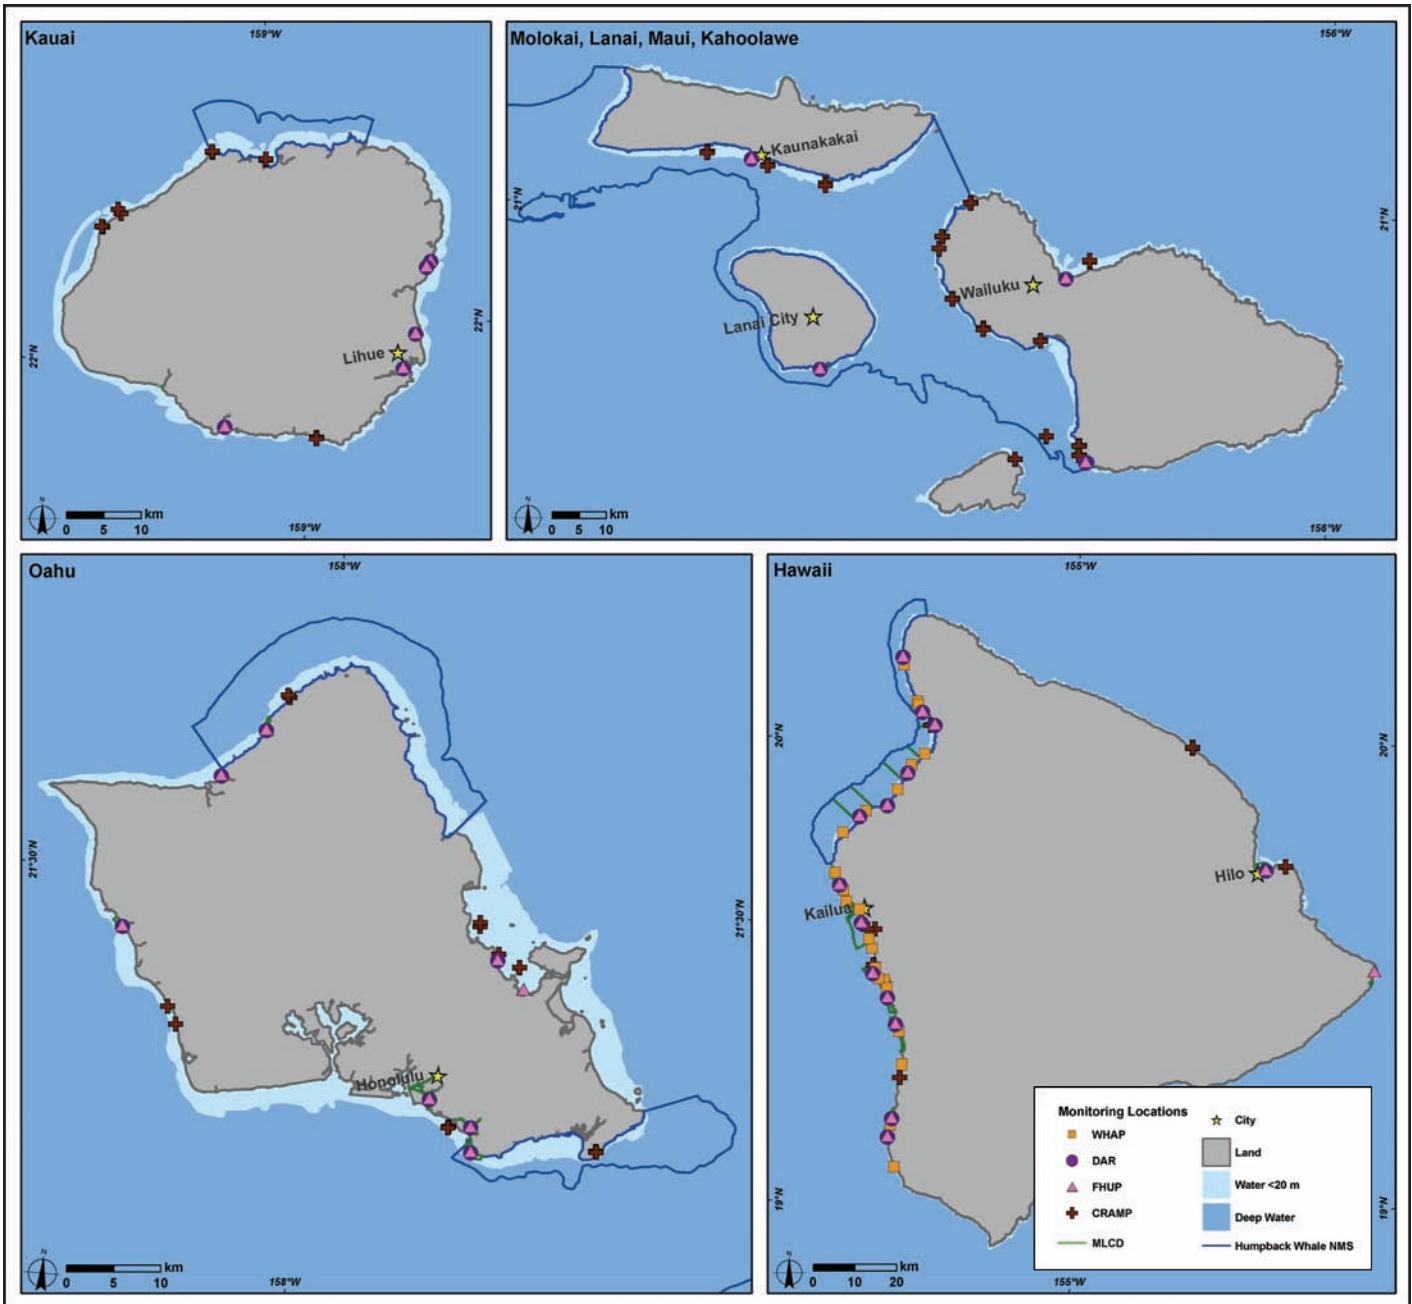 Kauai
159°W
22°N
22°N
Lihue
N
km
0 5 10
159°W
Molokai, Lanai, Maui, Kahoolawe
156°W
Kaunakakai
21°N
21°N
Wailuku
Lanai City
N
km
0 5 10
156°W
Oahu
158°W
21°30'N
21°30'N
Honolulu
N
km
0 5 10
158°W
Hawaii
155°W
20°N
20°N
Hilo
Kailua
19°N
19°N
N
km
0 10 20
155°W
Monitoring Locations
WHAP
DAR
FHUP
CRAMP
MLCD
City
Land
Water <20 m
Deep Water
Humpback Whale NMS